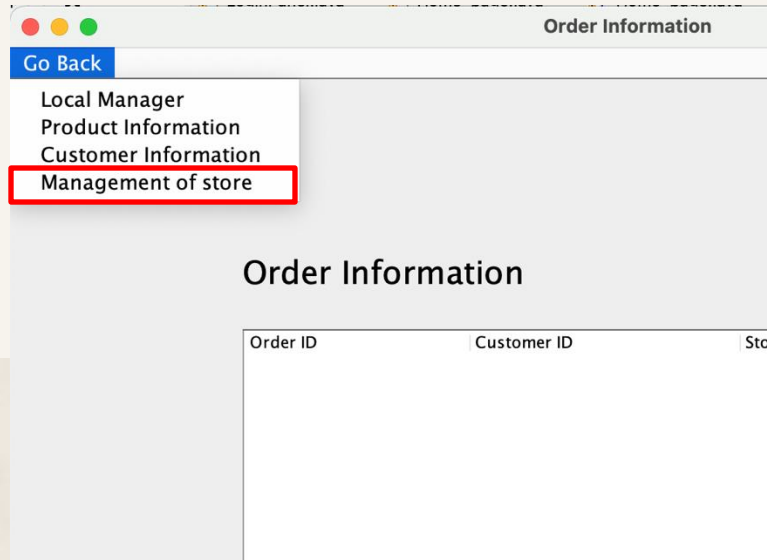 Order Information
Go Back
Local Manager
Product Information
Customer Information
Management of store
Order Information
Order ID Customer ID Sto